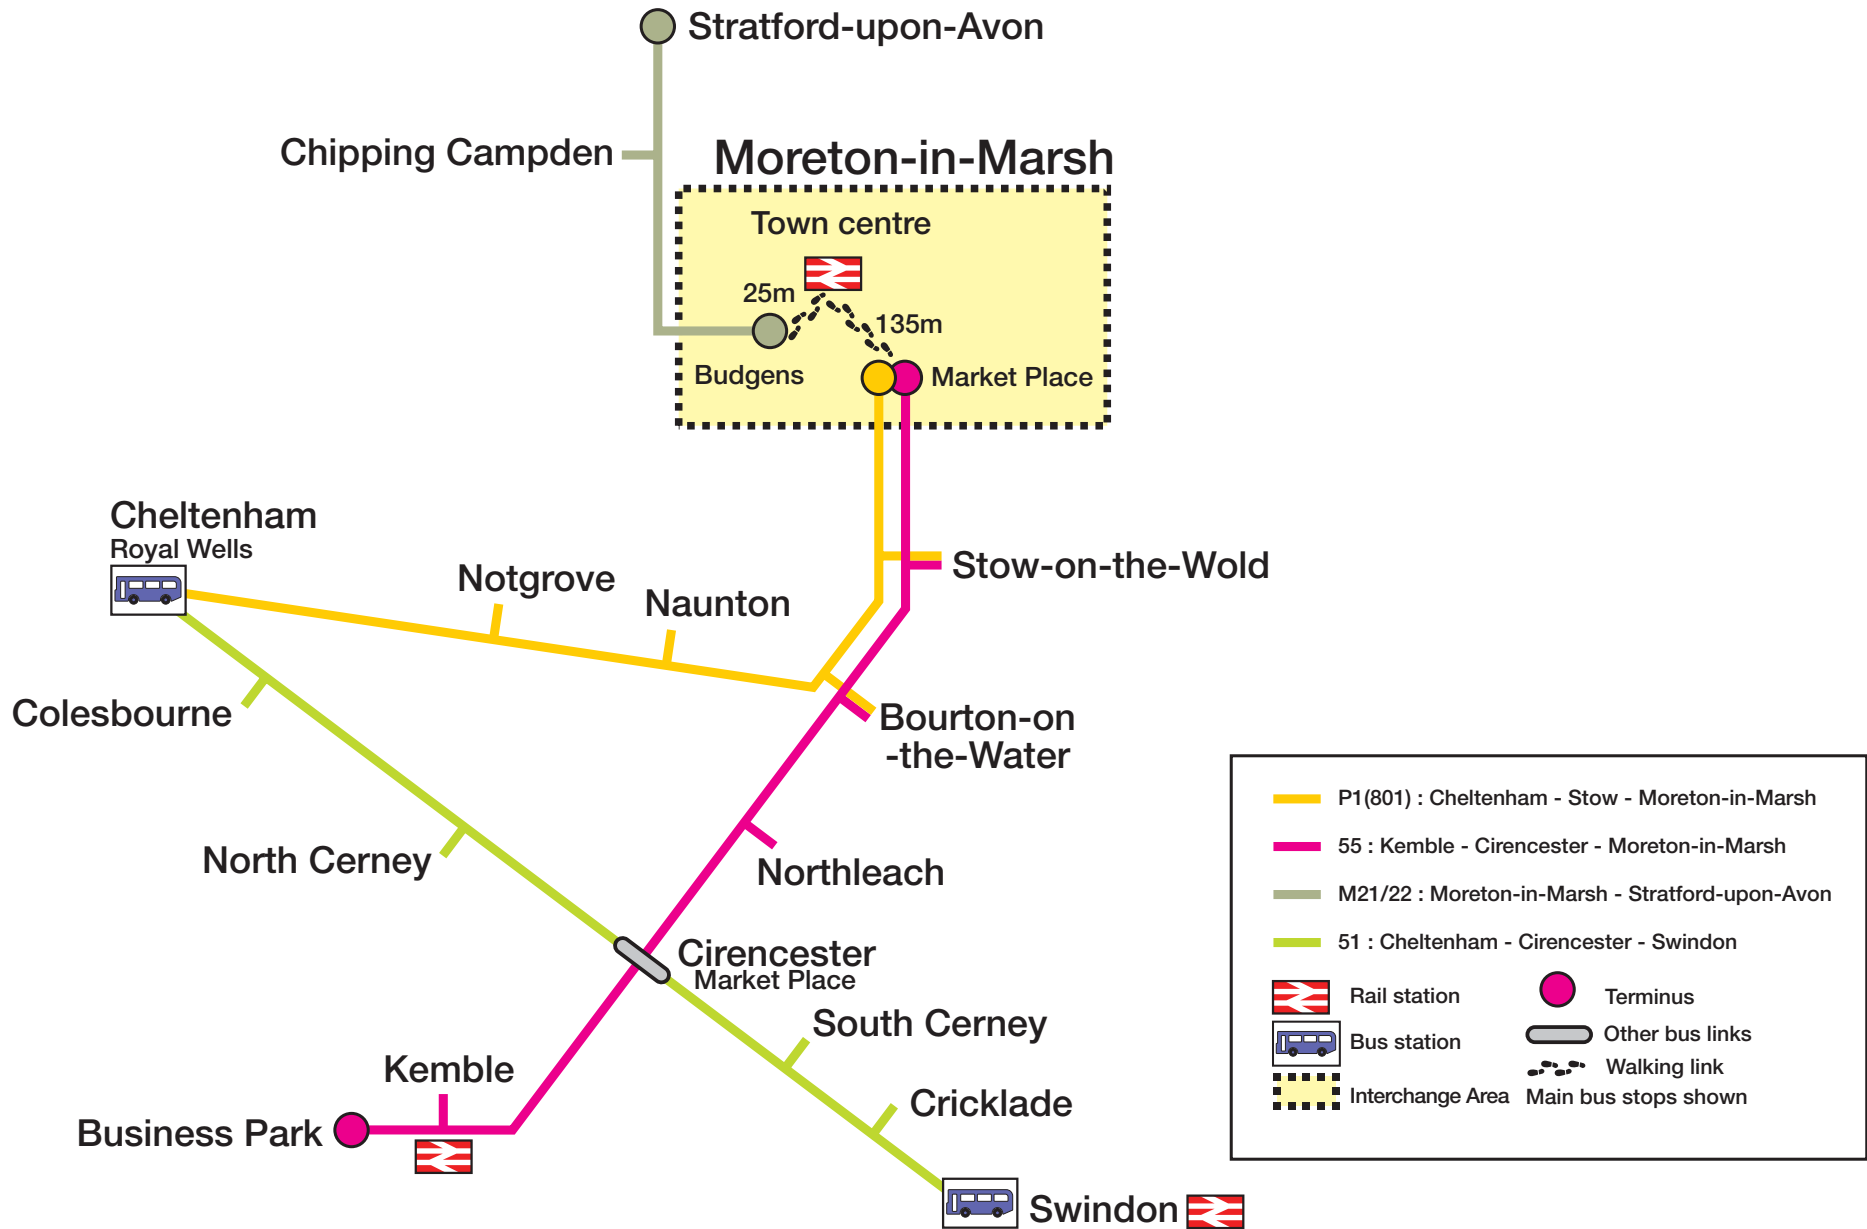 Stratford-upon-Avon
Chipping Campden
Moreton-in-Marsh
Town centre
25m
135m
Budgens
Market Place
Cheltenham
Royal Wells
Notgrove
Naunton
Stow-on-the-Wold
Colesbourne
Bourton-on
-the-Water
North Cerney
Northleach
Cirencester
Market Place
South Cerney
Kemble
Cricklade
Business Park
Swindon
P1(801) : Cheltenham - Stow - Moreton-in-Marsh
55 : Kemble - Cirencester - Moreton-in-Marsh
M21/22 : Moreton-in-Marsh - Stratford-upon-Avon
51 : Cheltenham - Cirencester - Swindon
Rail station
Terminus
Bus station
Other bus links
Walking link
Interchange Area
Main bus stops shown